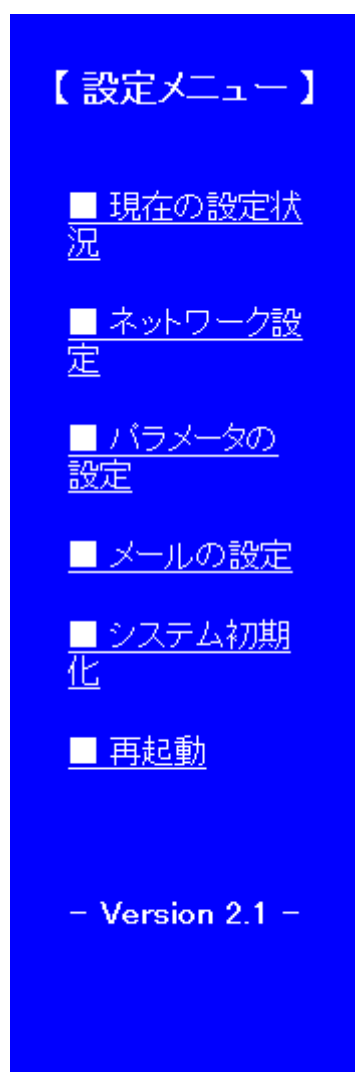 【 設定メニュー 】
■ 現在の設定状
況
■ ネットワーク設
定
■ パラメータの
設定
■ メールの設定
■ システム初期
化
■ 再起動
− Version 2.1 −